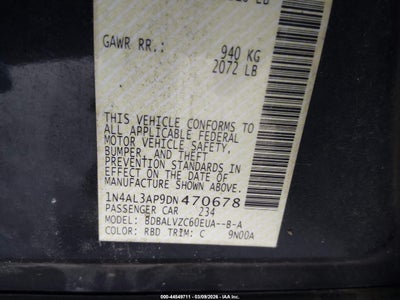 GAWR RR.:
940 KG
2072 LB
THIS VEHICLE CONFORMS TO
ALL APPLICABLE FEDERAL
MOTOR VEHICLE SAFETY,
BUMPER, AND THEFT
PREVENTION STANDARDS IN
EFFECT ON THE DATE OF
MANUFACTURE SHOWN ABOVE.
1N4AL3AP9DN470678
PASSENGER CAR 234
MODEL: BDBALVZC60EUA--B-A
COLOR: RBD TRIM: C 9N00A
*** STOCK: 44549711 --- 03/09/2026 --- IAA INC. ***